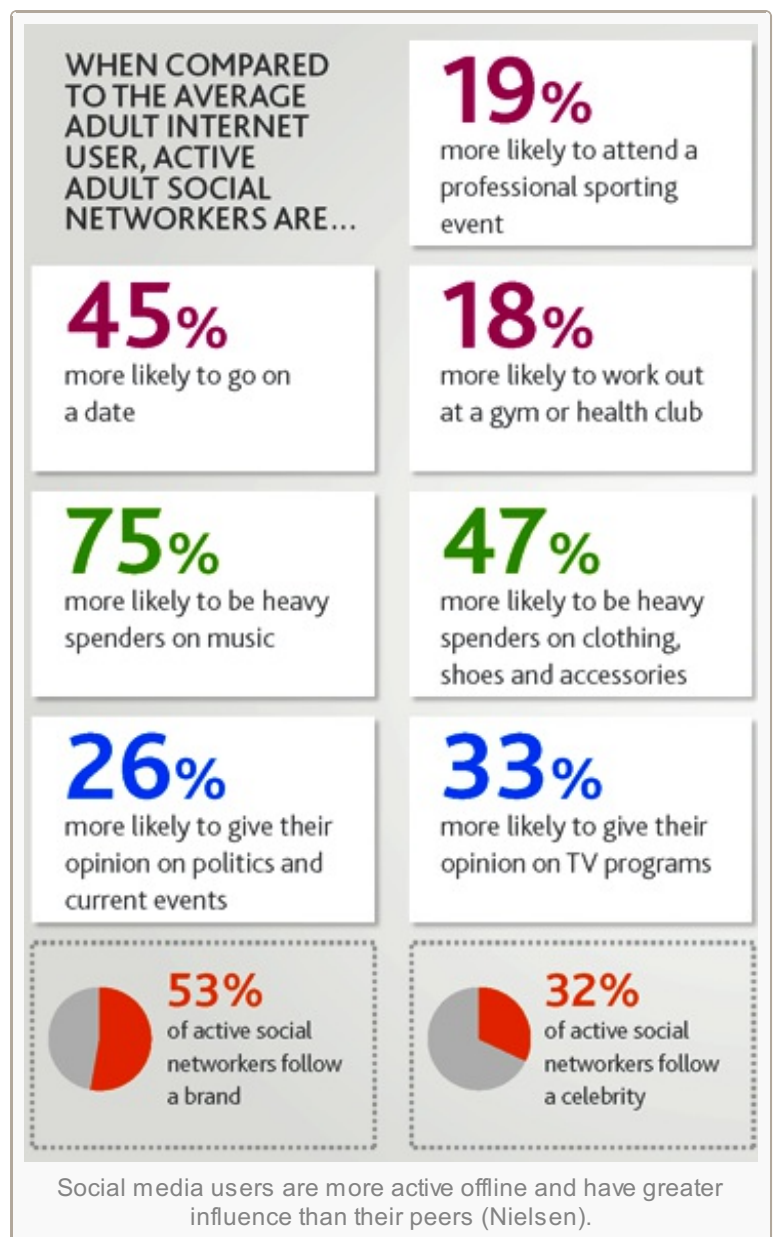 WHEN COMPARED
TO THE AVERAGE
ADULT INTERNET
USER, ACTIVE
ADULT SOCIAL
NETWORKERS ARE...
19%
more likely to attend a
professional sporting
event
45%
more likely to go on
a date
18%
more likely to work out
at a gym or health club
75%
more likely to be heavy
spenders on music
47%
more likely to be heavy
spenders on clothing,
shoes and accessories
26%
more likely to give their
opinion on politics and
current events
33%
more likely to give their
opinion on TV programs
53%
of active social
networkers follow
a brand
32%
of active social
networkers follow
a celebrity
Social media users are more active offline and have greater
influence than their peers (Nielsen).